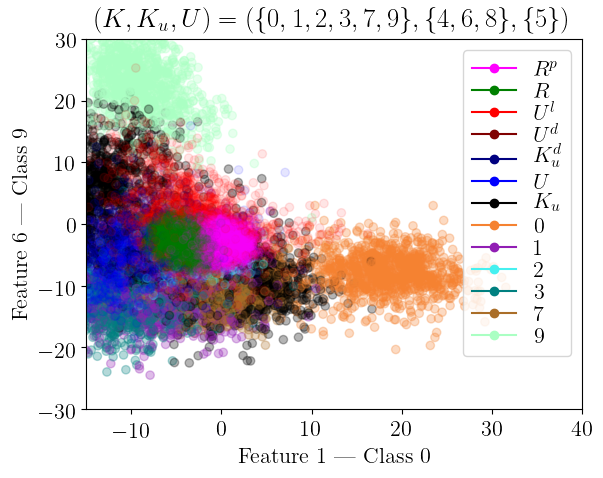 (K, K_u, U) = ({0, 1, 2, 3, 7, 9}, {4, 6, 8}, {5})
30
20
10
0
−10
−20
−30
Feature 6 — Class 9
−10
0
10
20
30
40
Feature 1 — Class 0
R^p
R
U^l
U^d
K_u^d
U
K_u
0
1
2
3
7
9